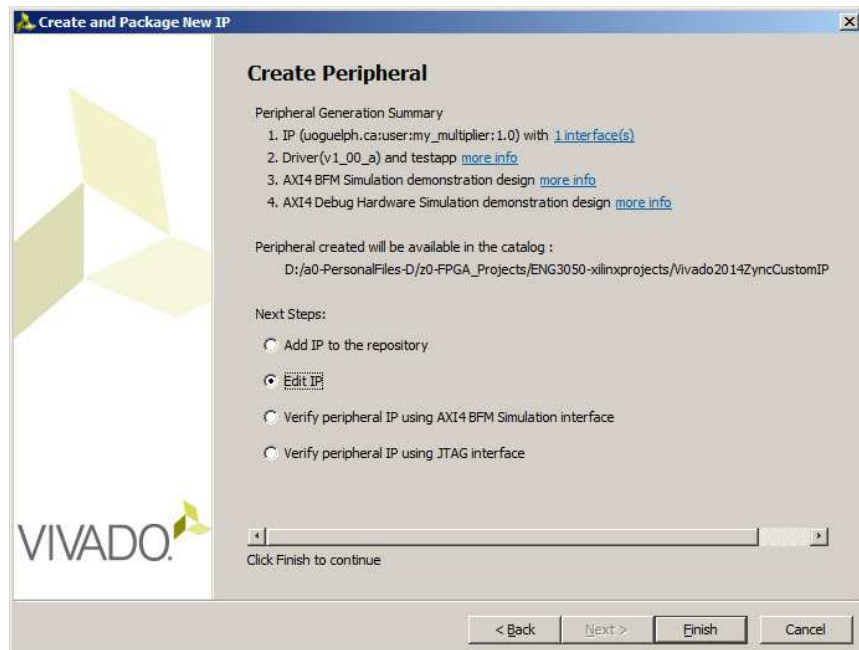 Create and Package New IP
Create Peripheral
Peripheral Generation Summary
1. IP (uoguelph.ca:user:my_multiplier:1.0) with 1 interface(s)
2. Driver(v1_00_a) and testapp more info
3. AXI4 BFM Simulation demonstration design more info
4. AXI4 Debug Hardware Simulation demonstration design more info
Peripheral created will be available in the catalog :
D:/a0-PersonalFiles-D/z0-FPGA_Projects/ENG3050-xilinxprojects/Vivado2014ZyncCustomIP
Next Steps:
Add IP to the repository
Edit IP
Verify peripheral IP using AXI4 BFM Simulation interface
Verify peripheral IP using JTAG interface
VIVADO.
Click Finish to continue
< Back Next > Finish Cancel